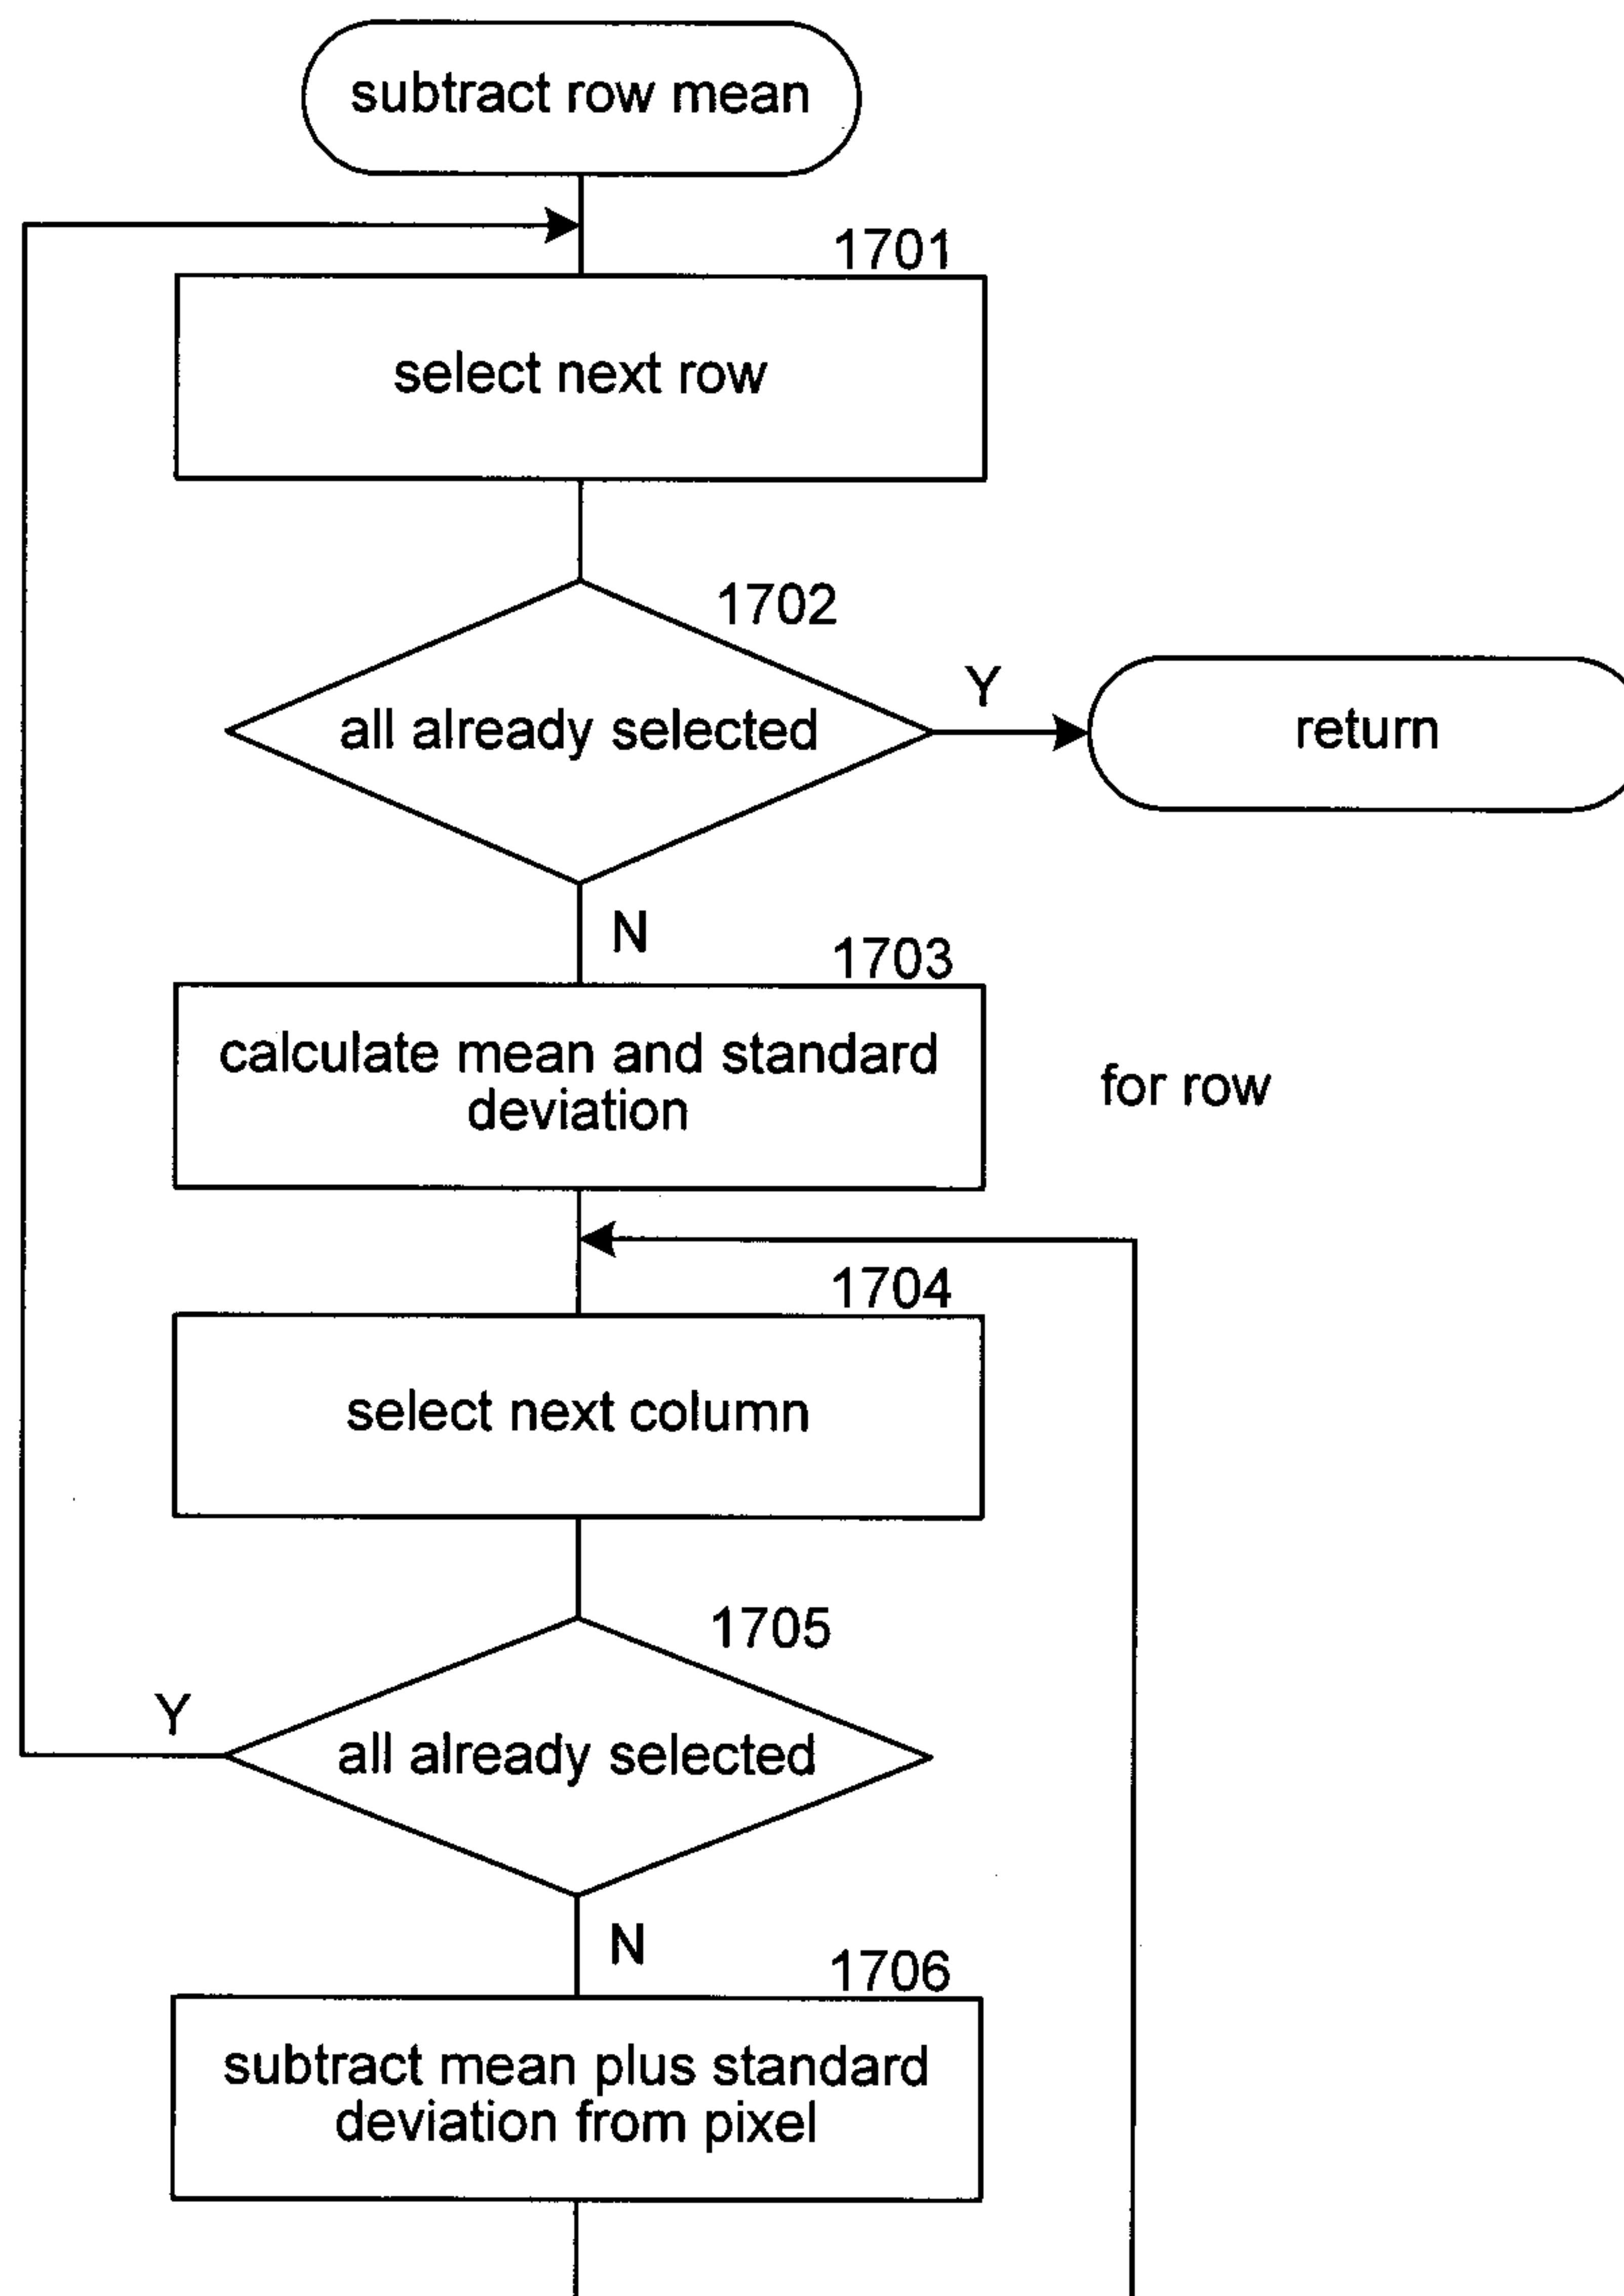 subtract row mean
1701
select next row
1702
all already selected
Y
return
N
1703
calculate mean and standard
deviation
for row
1704
select next column
1705
Y
all already selected
N
1706
subtract mean plus standard
deviation from pixel